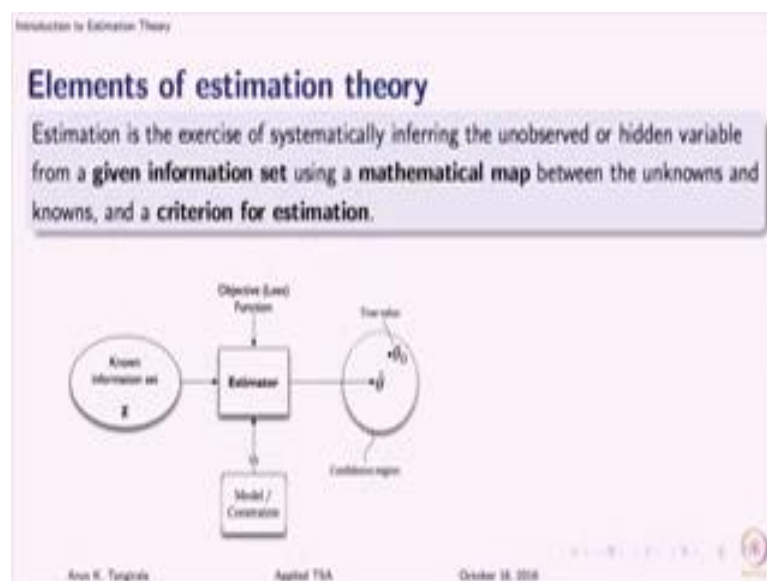 Introduction to Estimation Theory
Elements of estimation theory
Estimation is the exercise of systematically inferring the unobserved or hidden variable
from a given information set using a mathematical map between the unknowns and
knowns, and a criterion for estimation.
Objective (Loss)
Function
True value
Known
information set
Z
Estimator
θ̂
θ₀
Confidence region
Model /
Constraints
Arun K. Tangirala
Applied TSA
October 18, 2016